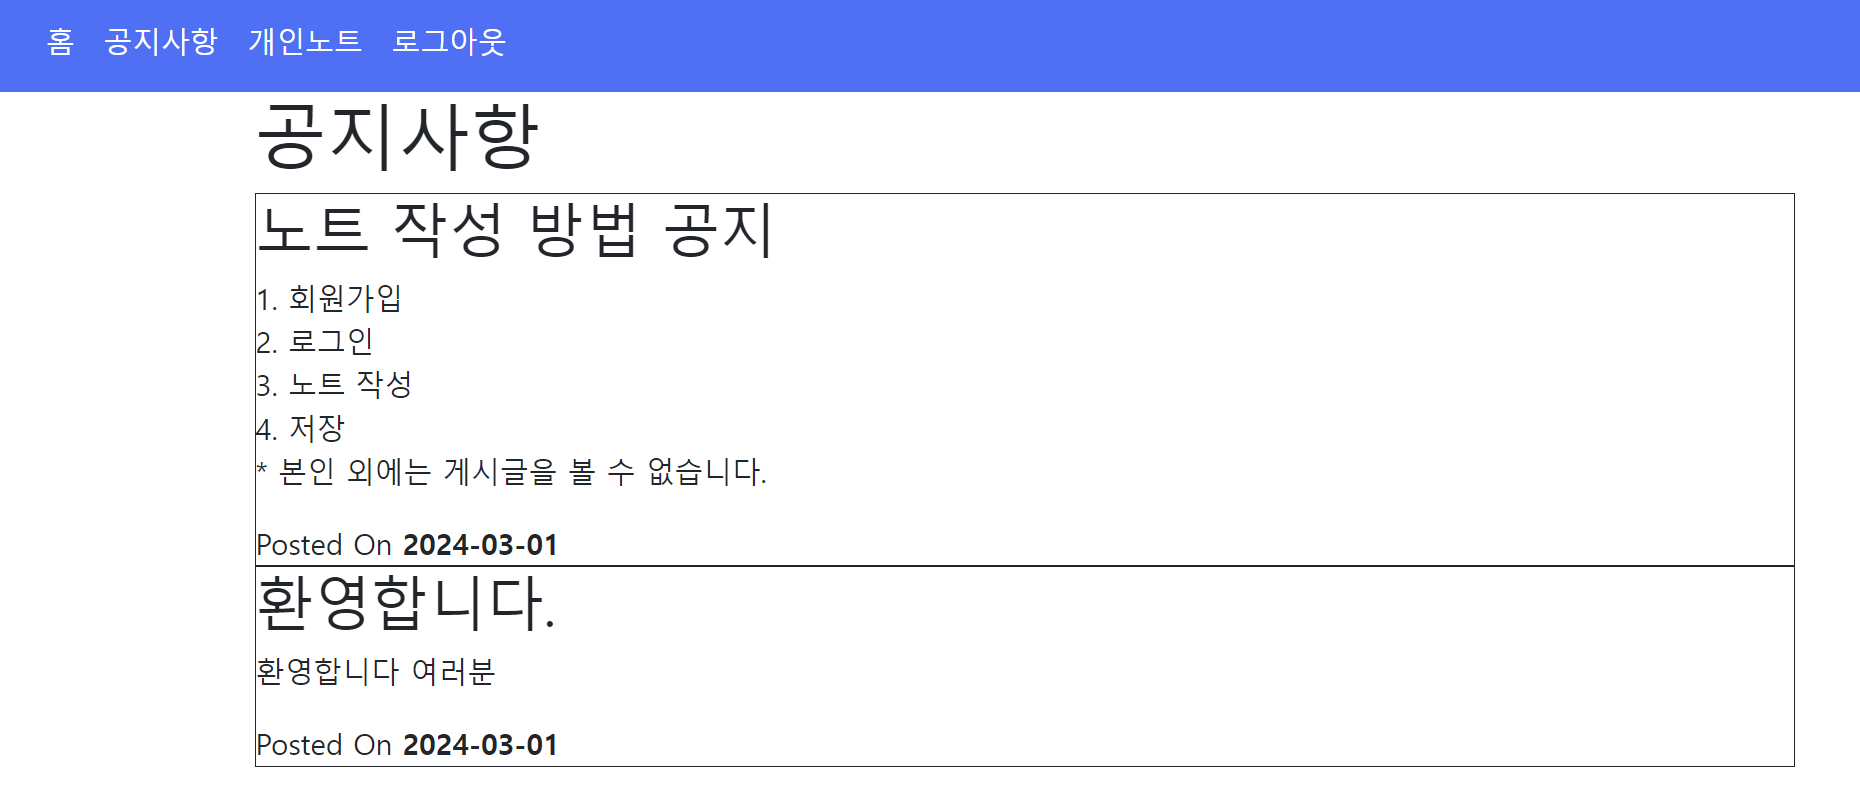 홈 공지사항 개인노트 로그아웃
공지사항
노트 작성 방법 공지
1. 회원가입
2. 로그인
3. 노트 작성
4. 저장
* 본인 외에는 게시글을 볼 수 없습니다.
Posted On 2024-03-01
환영합니다.
환영합니다 여러분
Posted On 2024-03-01